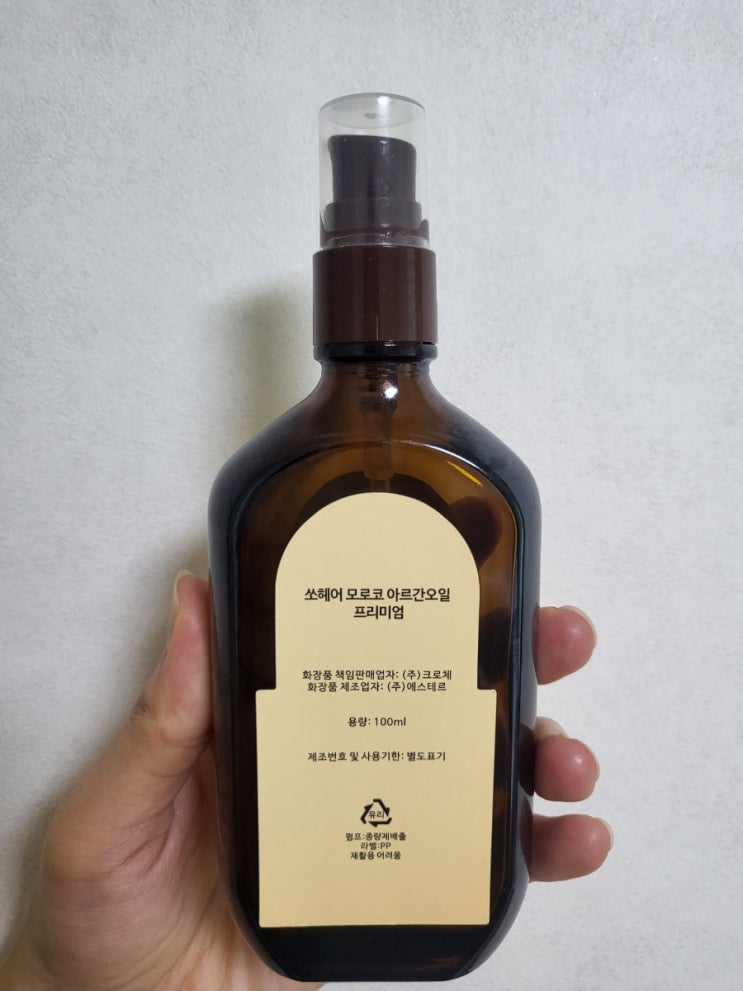 쏘헤어 모로코 아르간오일
프리미엄
화장품 책임판매업자: (주)크로체
화장품 제조업자: (주)에스테르
용량: 100ml
제조번호 및 사용기한: 별도표기
유리
펌프:종량제배출
라벨:PP
재활용 어려움